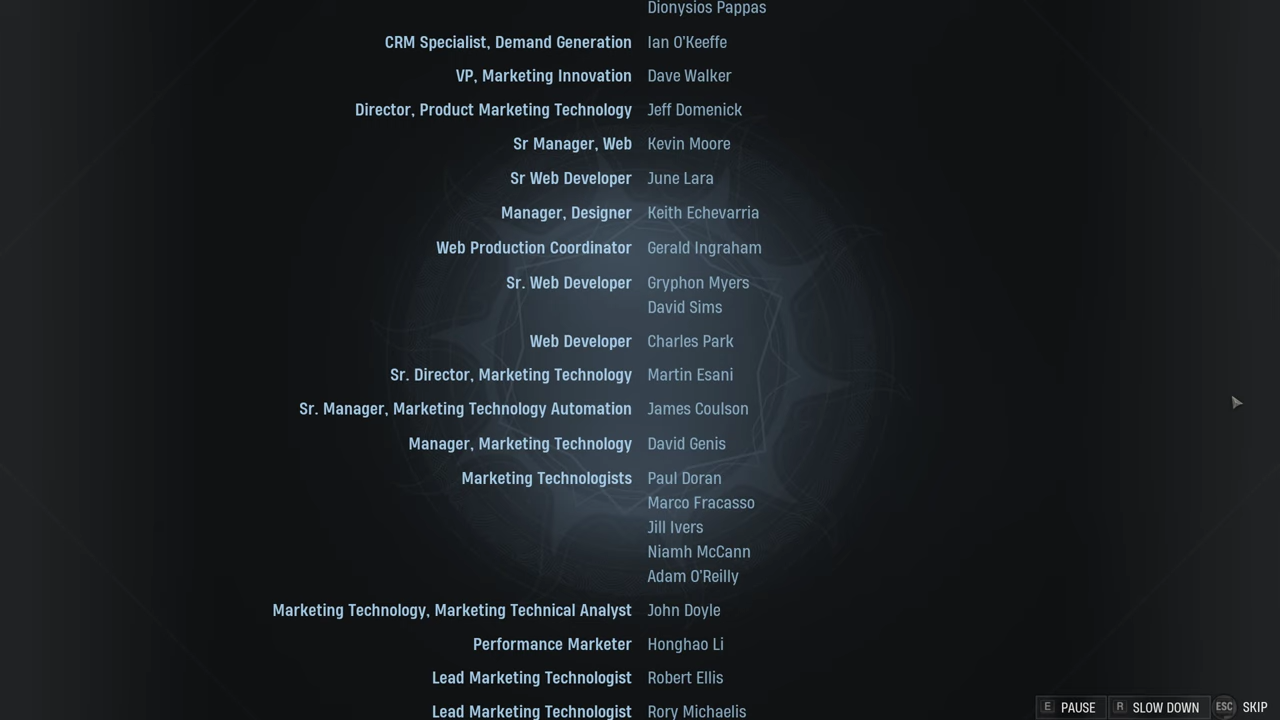 Dionysios Pappas
CRM Specialist, Demand Generation Ian O'Keeffe
VP, Marketing Innovation Dave Walker
Director, Product Marketing Technology Jeff Domenick
Sr Manager, Web Kevin Moore
Sr Web Developer June Lara
Manager, Designer Keith Echevarria
Web Production Coordinator Gerald Ingraham
Sr. Web Developer Gryphon Myers
David Sims
Web Developer Charles Park
Sr. Director, Marketing Technology Martin Esani
Sr. Manager, Marketing Technology Automation James Coulson
Manager, Marketing Technology David Genis
Marketing Technologists Paul Doran
Marco Fracasso
Jill Ivers
Niamh McCann
Adam O'Reilly
Marketing Technology, Marketing Technical Analyst John Doyle
Performance Marketer Honghao Li
Lead Marketing Technologist Robert Ellis
Lead Marketing Technologist Rory Michaelis
E PAUSE R SLOW DOWN ESC SKIP